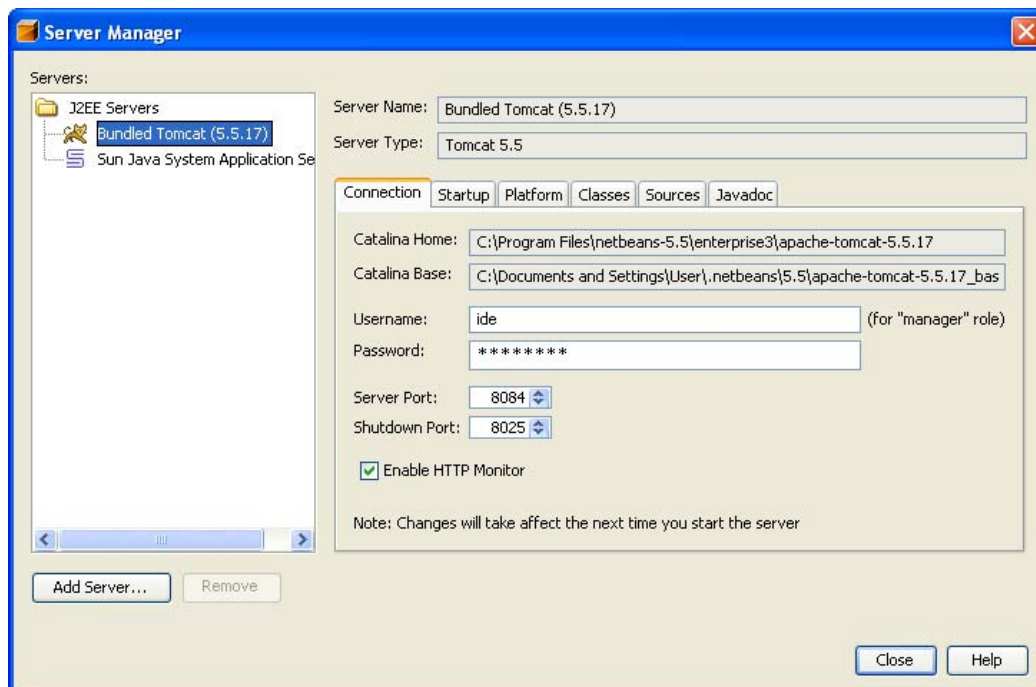 Server Manager
Servers:
J2EE Servers
Bundled Tomcat (5.5.17)
Sun Java System Application Se
Server Name: Bundled Tomcat (5.5.17)
Server Type: Tomcat 5.5
Connection Startup Platform Classes Sources Javadoc
Catalina Home: C:\Program Files\netbeans-5.5\enterprise3\apache-tomcat-5.5.17
Catalina Base: C:\Documents and Settings\User\.netbeans\5.5\apache-tomcat-5.5.17_bas
Username: ide (for "manager" role)
Password: ********
Server Port: 8084
Shutdown Port: 8025
Enable HTTP Monitor
Note: Changes will take affect the next time you start the server
Add Server... Remove
Close Help